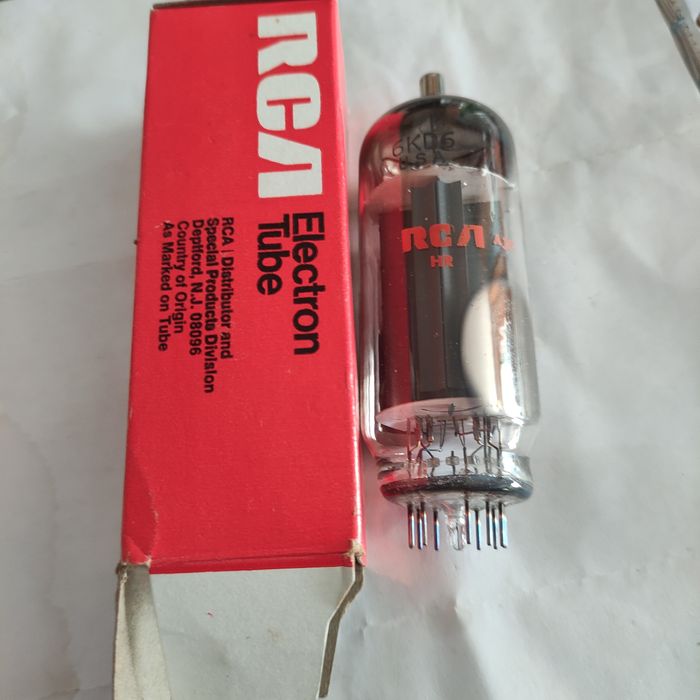 RCA
Electron
Tube
RCA | Distributor and
Special Products Division
Deptford, N.J. 08096
Country of Origin
As Marked on Tube
6KD6
USA
RCA
HR